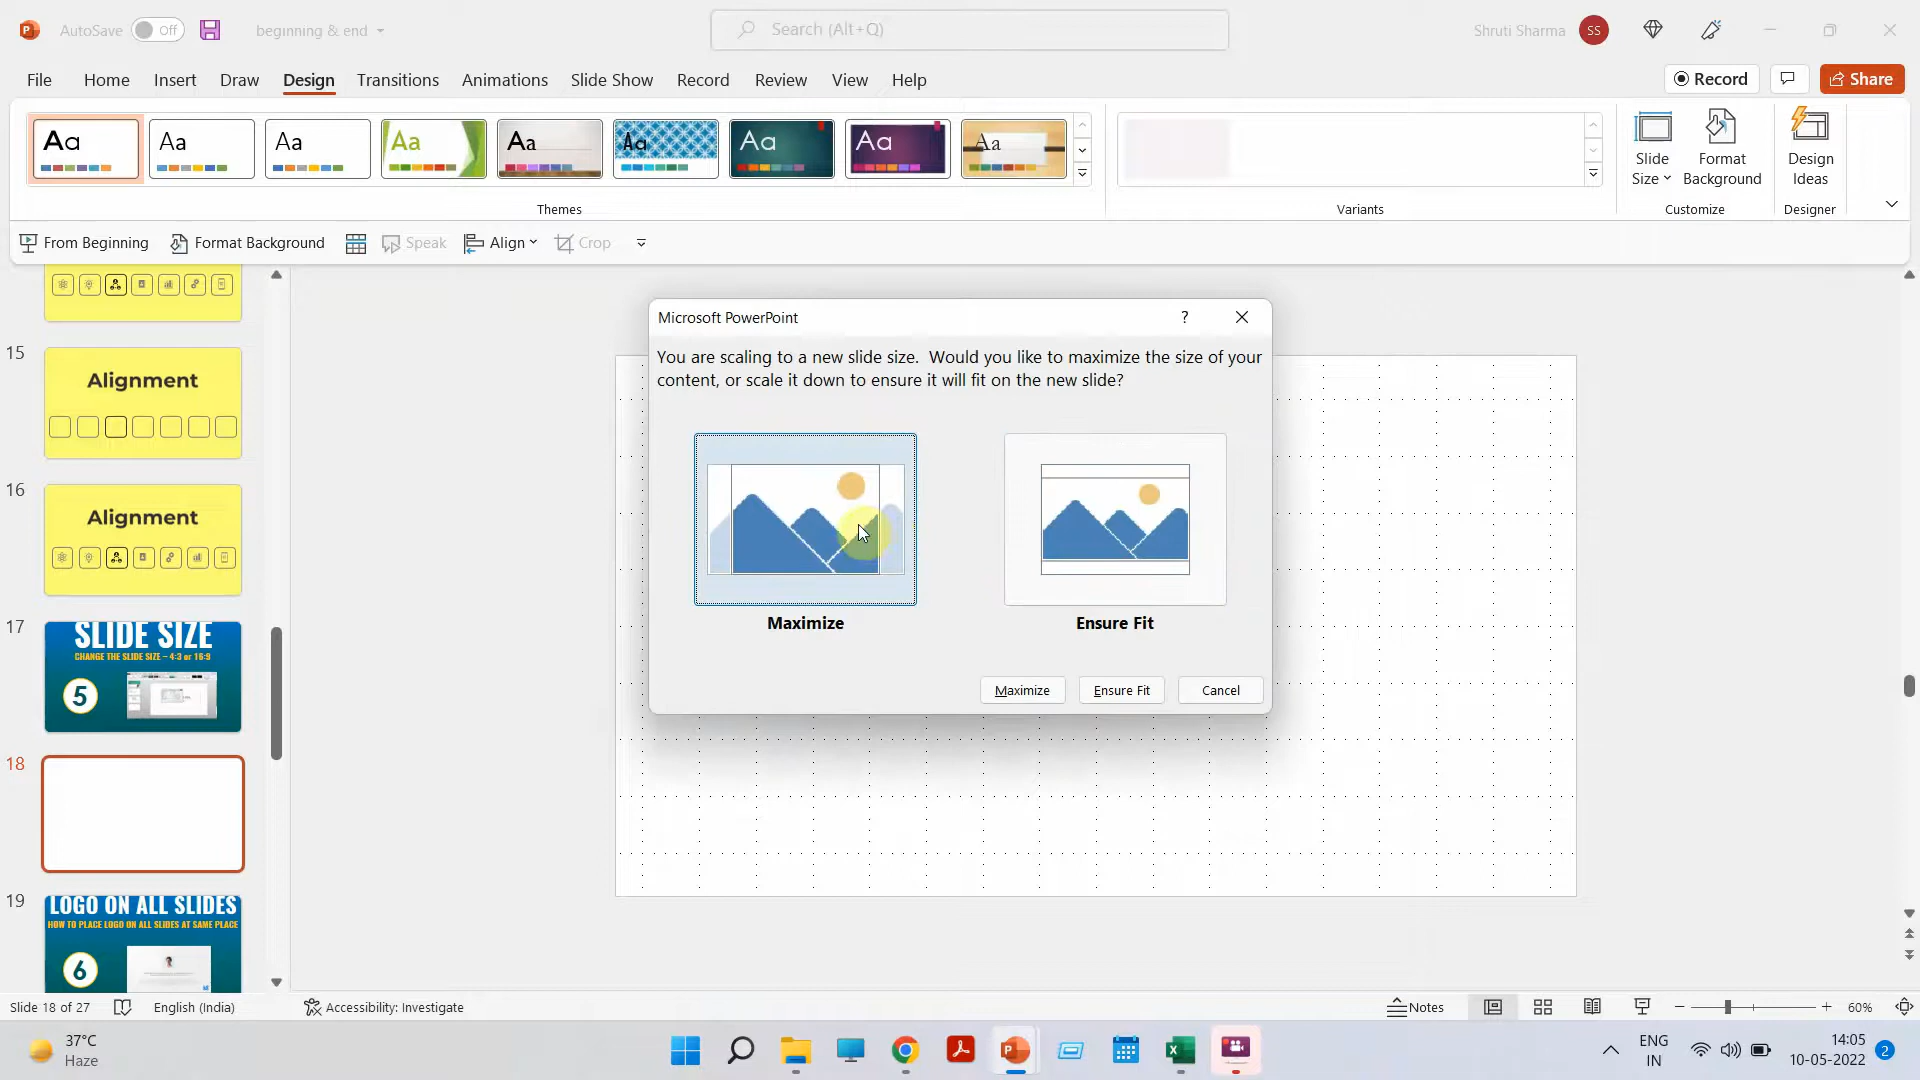 AutoSave Off beginning & end Search (Alt+Q) Shruti Sharma SS
File Home Insert Draw Design Transitions Animations Slide Show Record Review View Help Record Share
Aa Aa Aa Aa Aa Aa Aa Aa Aa
Slide Size Format Background Design Ideas
Themes Variants Customize Designer
From Beginning Format Background Speak Align Crop
Microsoft PowerPoint ?
You are scaling to a new slide size. Would you like to maximize the size of your
content, or scale it down to ensure it will fit on the new slide?
Maximize Ensure Fit
Maximize Ensure Fit Cancel
15
Alignment
16
Alignment
17
SLIDE SIZE
CHANGE THE SLIDE SIZE – 4:3 or 16:9
5
18
19
LOGO ON ALL SLIDES
HOW TO PLACE LOGO ON ALL SLIDES AT SAME PLACE
6
Slide 18 of 27 English (India) Accessibility: Investigate Notes 60%
37°C
Haze
ENG
IN
14:05
10-05-2022
2